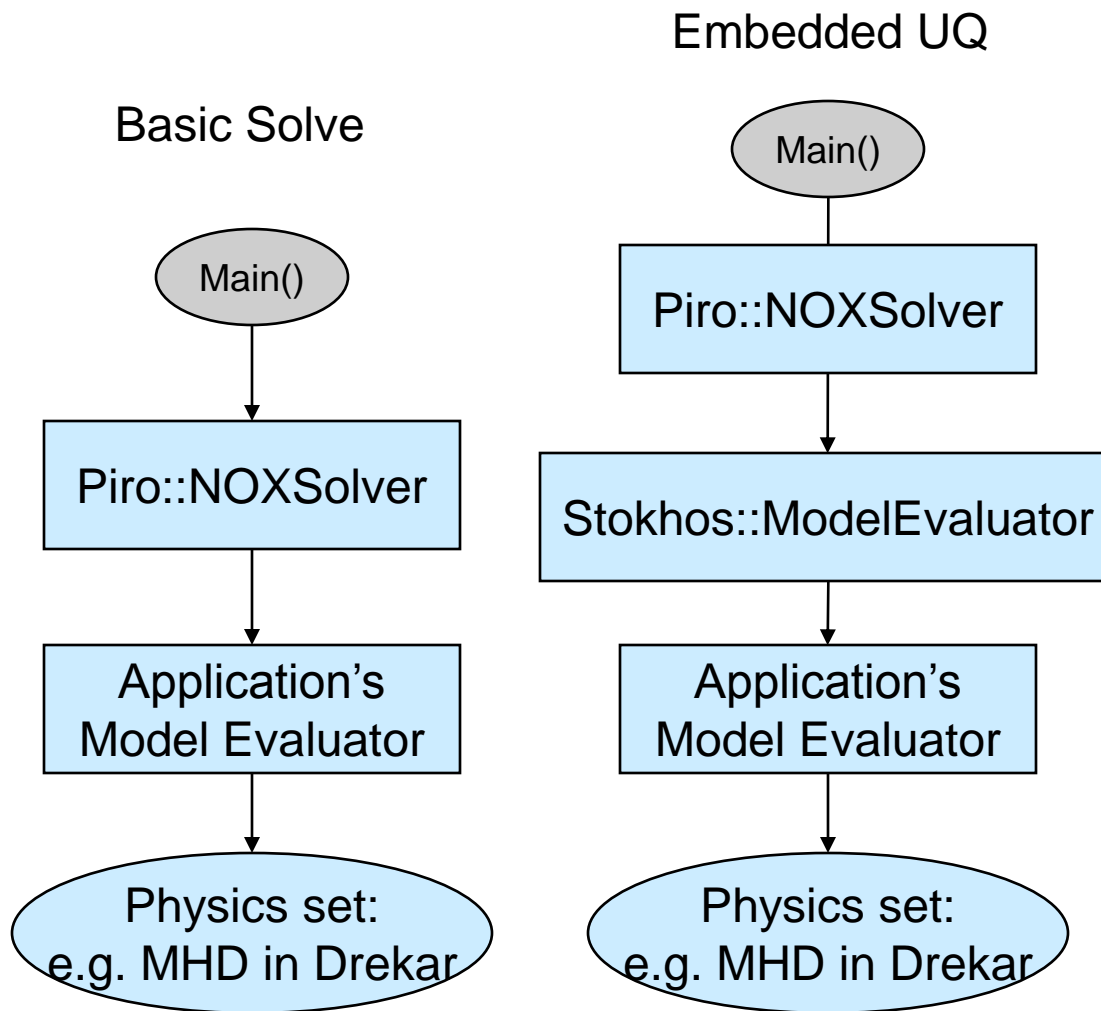 Basic Solve
Main()
Piro::NOXSolver
Application’s
Model Evaluator
Physics set:
e.g. MHD in Drekar
Embedded UQ
Main()
Piro::NOXSolver
Stokhos::ModelEvaluator
Application’s
Model Evaluator
Physics set:
e.g. MHD in Drekar